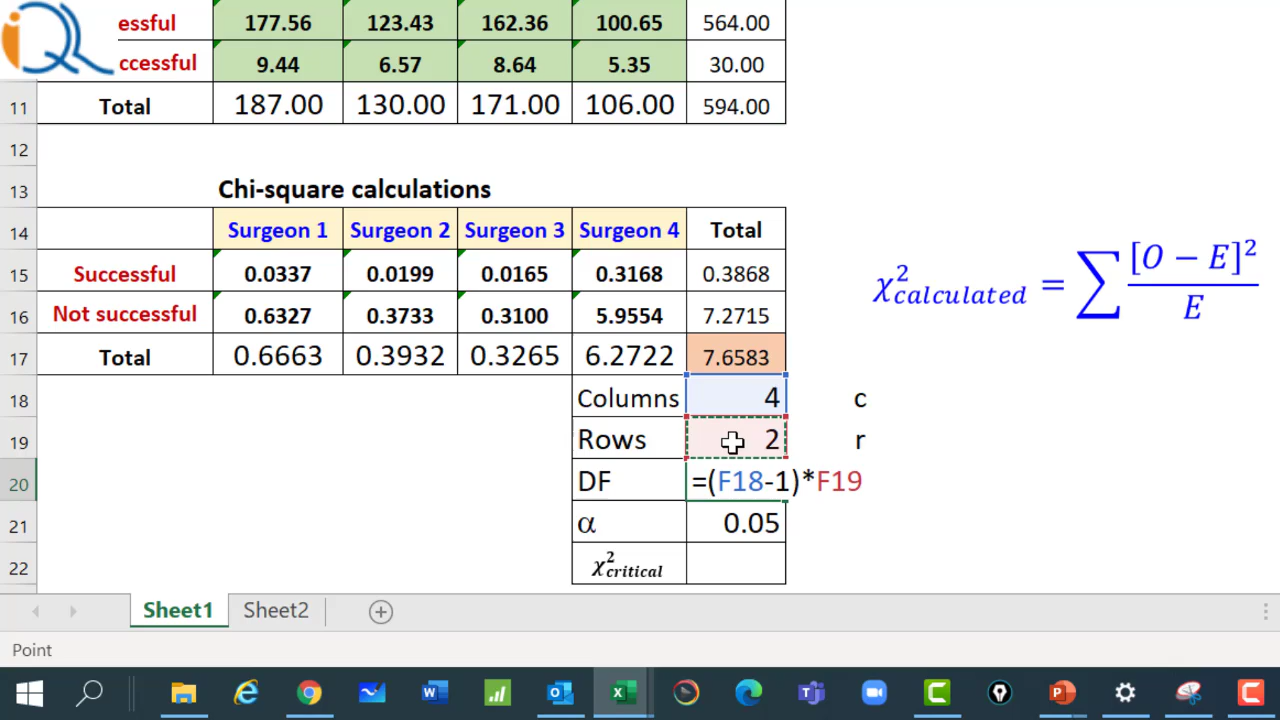 essful 177.56 123.43 162.36 100.65 564.00
ccessful 9.44 6.57 8.64 5.35 30.00
11 Total 187.00 130.00 171.00 106.00 594.00
12
13 Chi-square calculations
14 Surgeon 1 Surgeon 2 Surgeon 3 Surgeon 4 Total
15 Successful 0.0337 0.0199 0.0165 0.3168 0.3868
16 Not successful 0.6327 0.3733 0.3100 5.9554 7.2715
17 Total 0.6663 0.3932 0.3265 6.2722 7.6583
χ²calculated = ∑ [O − E]² / E
18 Columns 4 c
19 Rows 2 r
20 DF =(F18-1)*F19
21 α 0.05
22 χ²critical
Sheet1 Sheet2
Point